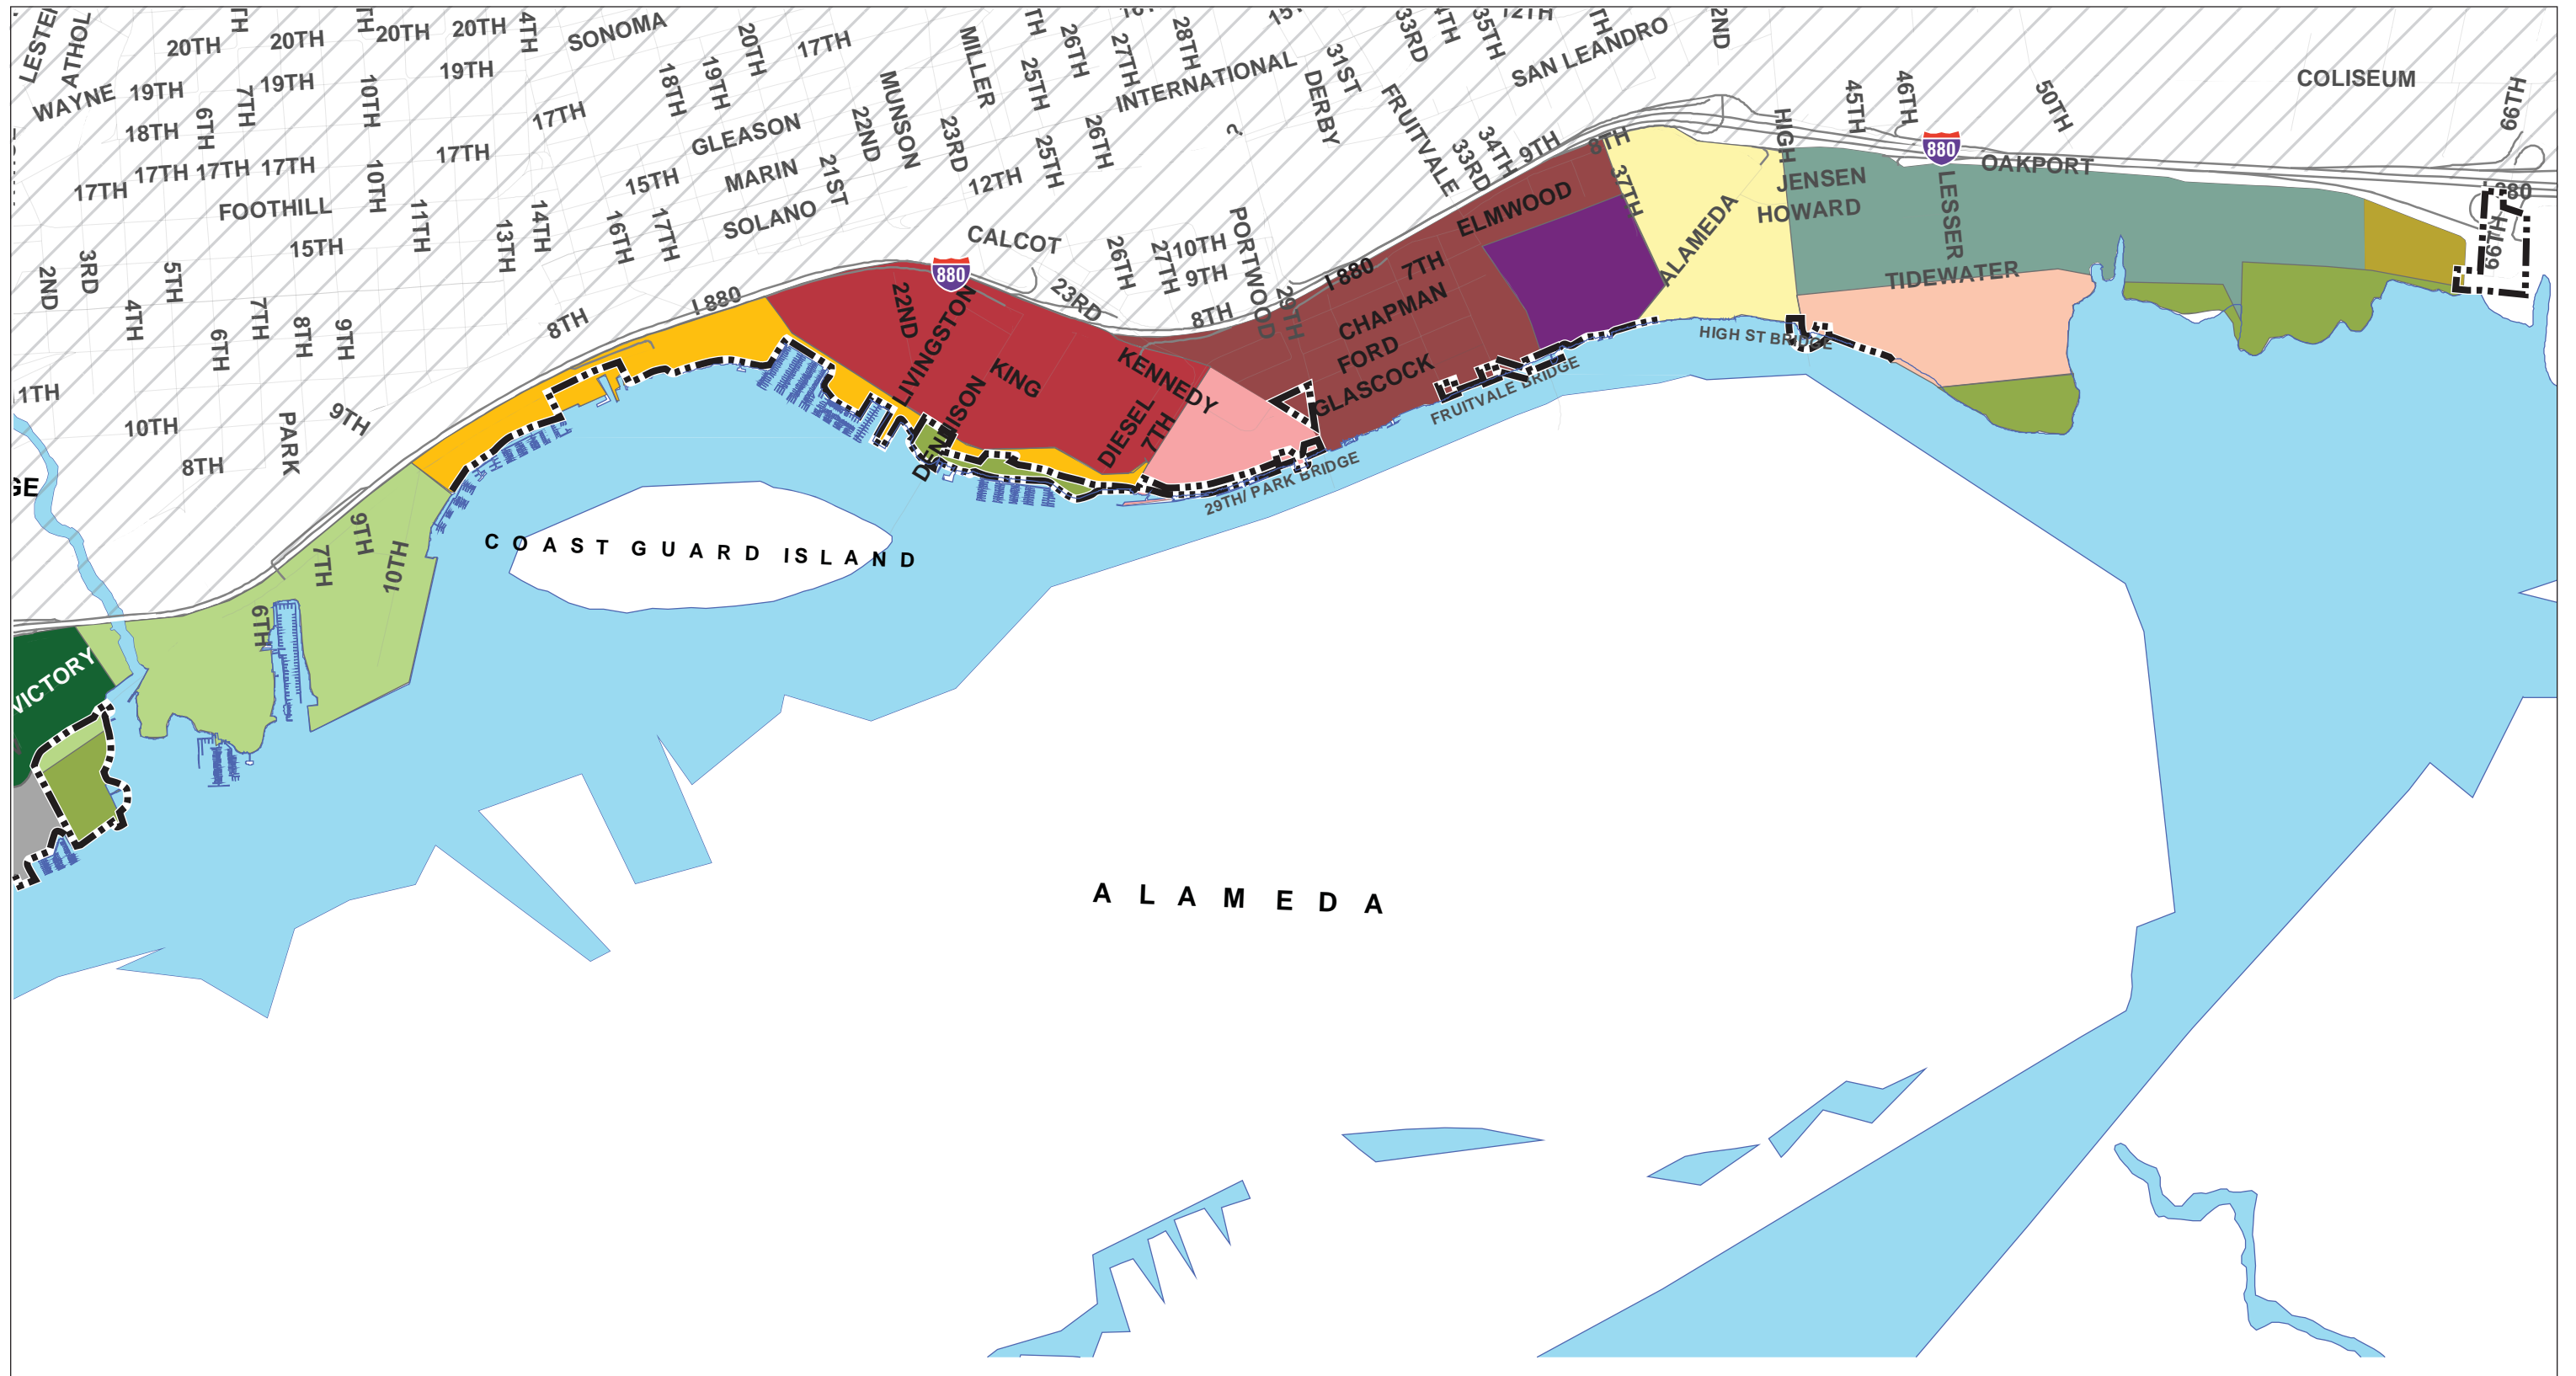 ATHOL
20TH
20TH
20TH
20TH
4TH
SONOMA
20TH
17TH
MILLER
26TH
27TH
28TH
INTERNATIONAL
31ST
DERBY
33RD
35TH
12TH
SAN LEANDRO
COLISEUM
66TH
WAYNE
19TH
19TH
19TH
7TH
6TH
10TH
18TH
17TH
18TH
19TH
GLEASON
MUNSON
22ND
23RD
25TH
25TH
26TH
FRUITVALE
34TH
33RD
9TH
8TH
37TH
HIGH
45TH
46TH
50TH
880
OAKPORT
17TH
17TH
17TH
17TH
17TH
10TH
FOOTHILL
15TH
11TH
13TH
14TH
16TH
17TH
15TH
MARIN
SOLANO
21ST
12TH
CALCOT
26TH
27TH
10TH
9TH
8TH
PORTWOOD
29TH
ELMWOOD
ALAMEDA
JENSEN
HOWARD
LESSER
TIDEWATER
66TH
2ND
3RD
4TH
5TH
6TH
7TH
8TH
9TH
8TH
I 880
880
22ND
LIVINGSTON
23RD
KING
KENNEDY
DENNISON
DIESEL
7TH
I 880
7TH
CHAPMAN
FORD
GLASCOCK
FRUITVALE BRIDGE
HIGH ST BRIDGE
29TH/ PARK BRIDGE
10TH
8TH
PARK
9TH
9TH
7TH
10TH
6TH
VICTORY
COAST GUARD ISLAND
ALAMEDA